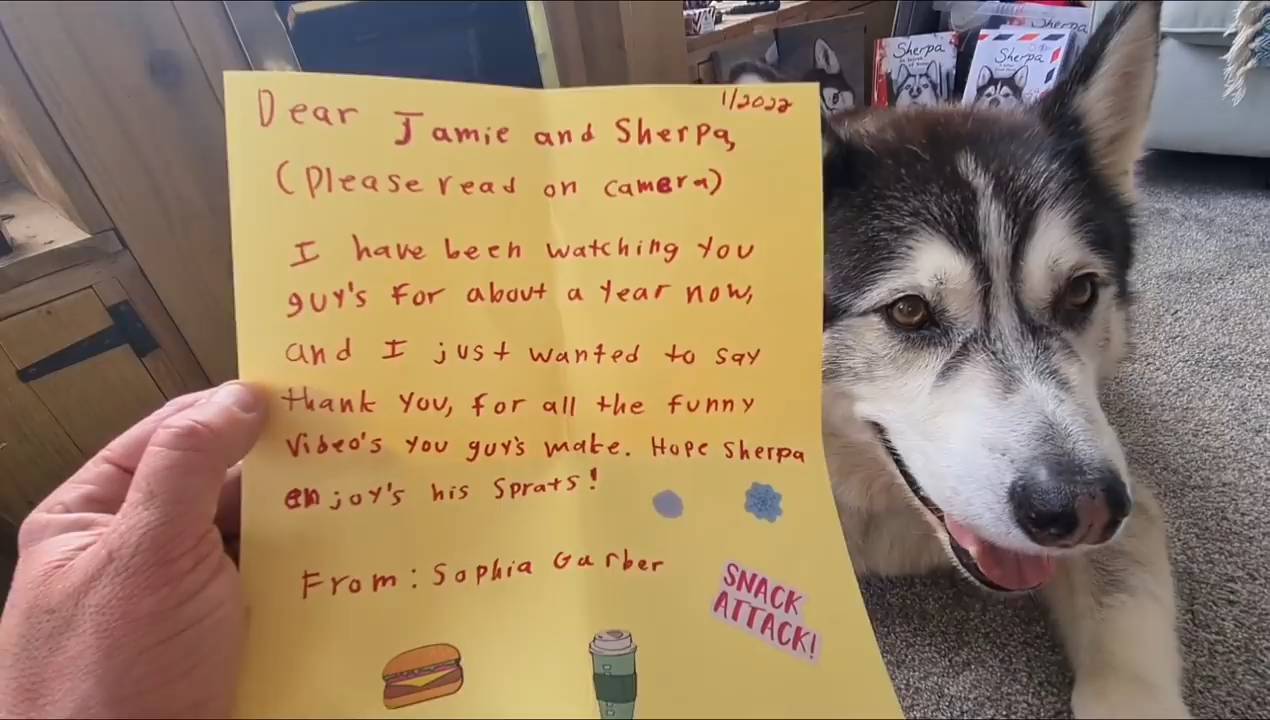 Sherpa
Sherpa
Sherpa
1/2022
Dear Jamie and Sherpa,
(Please read on camera)
I have been watching You
guy's for about a Year now,
and I just wanted to say
thank You, for all the funny
Video's You guy's make. Hope Sherpa
enjoy's his Sprats!
From: Sophia Garber
SNACK
ATTACK!